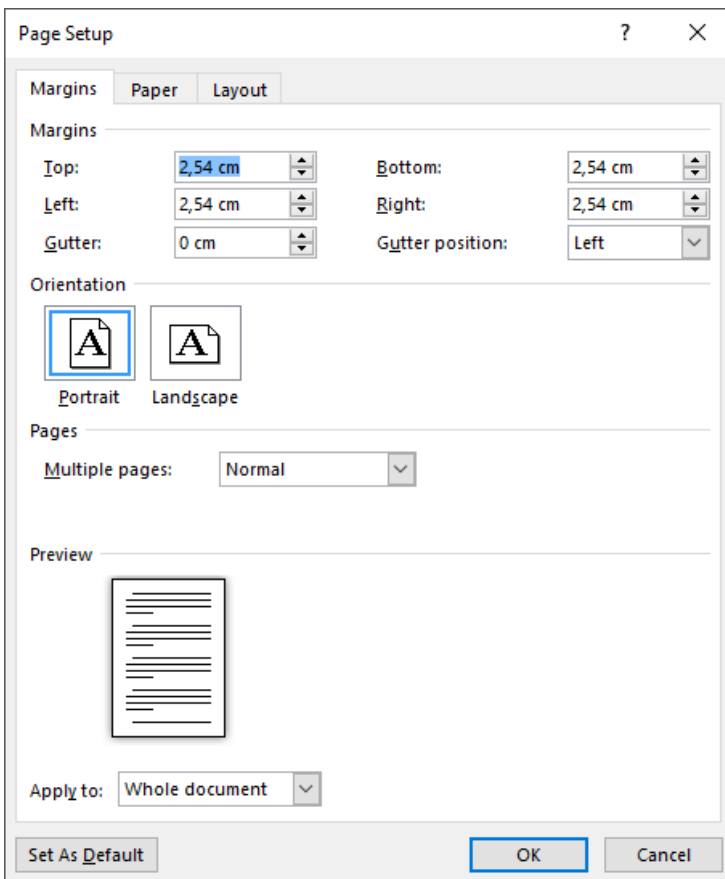 Page Setup ?
Margins Paper Layout
Margins
Top: 2,54 cm Bottom: 2,54 cm
Left: 2,54 cm Right: 2,54 cm
Gutter: 0 cm Gutter position: Left
Orientation
A A
Portrait Landscape
Pages
Multiple pages: Normal
Preview
Apply to: Whole document
Set As Default OK Cancel